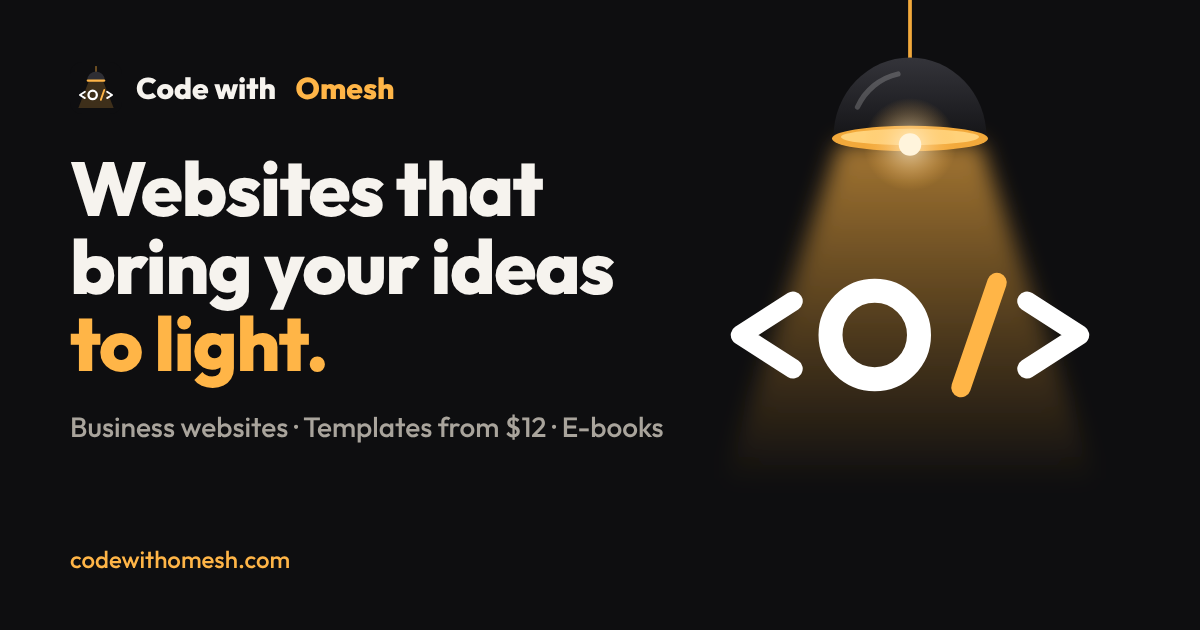 <O/> Code with Omesh
Websites that
bring your ideas
to light.
Business websites · Templates from $12 · E-books
codewithomesh.com
<O/>